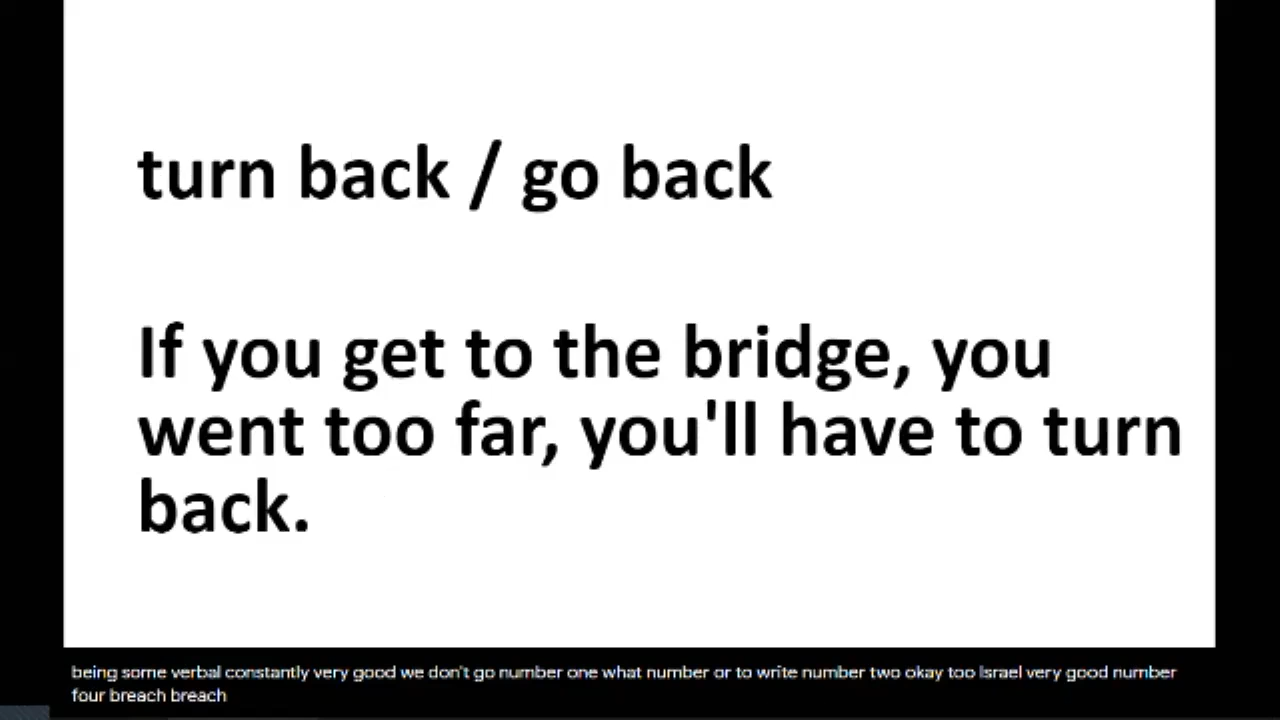 turn back / go back
If you get to the bridge, you
went too far, you'll have to turn
back.
being some verbal constantly very good we don't go number one what number or to write number two okay too Israel very good number
four breach breach